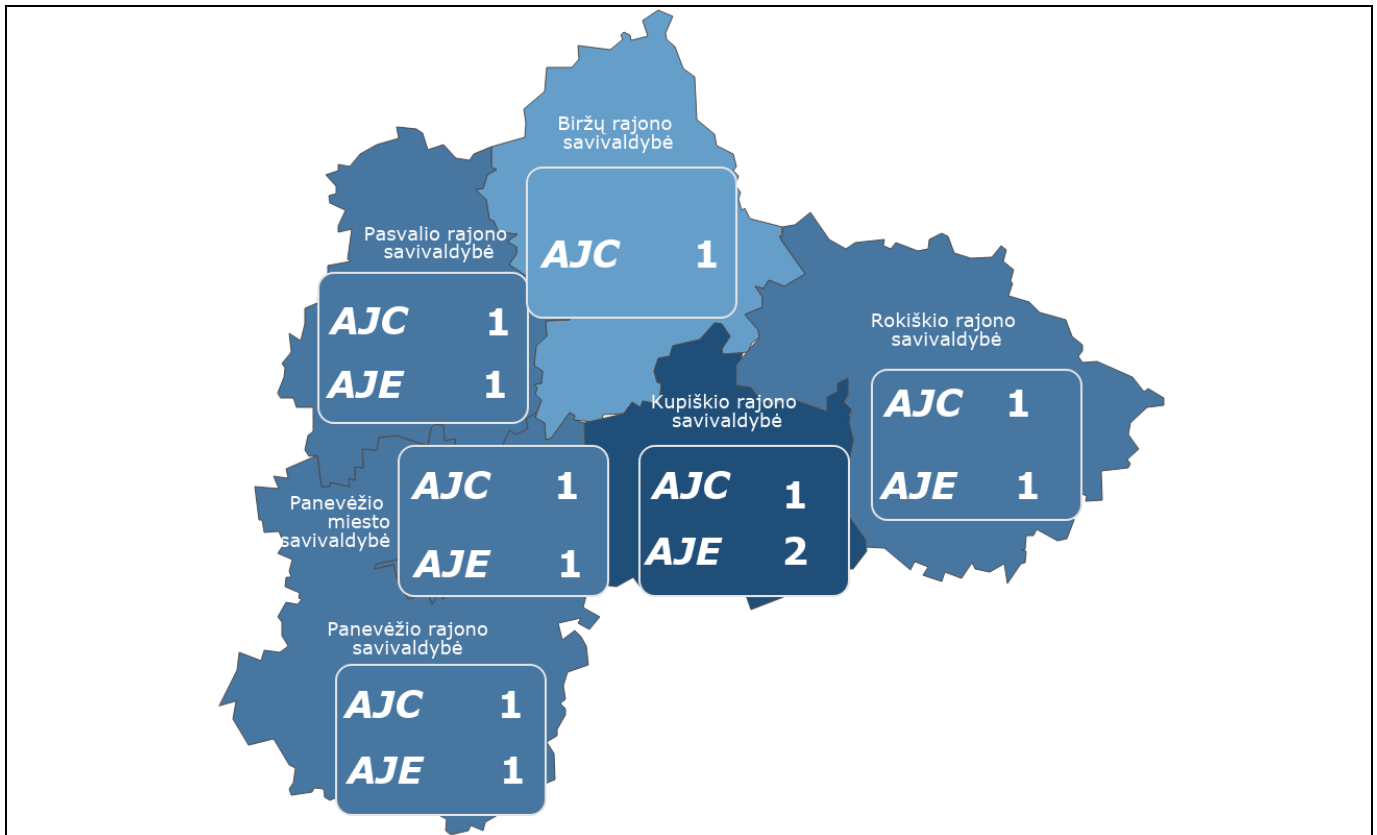 Biržų rajono
savivaldybė
AJC 1
Pasvalio rajono
savivaldybė
AJC 1
AJE 1
Rokiškio rajono
savivaldybė
AJC 1
AJE 1
Kupiškio rajono
savivaldybė
AJC 1
AJE 2
Panevėžio
miesto
savivaldybė
AJC 1
AJE 1
Panevėžio rajono
savivaldybė
AJC 1
AJE 1